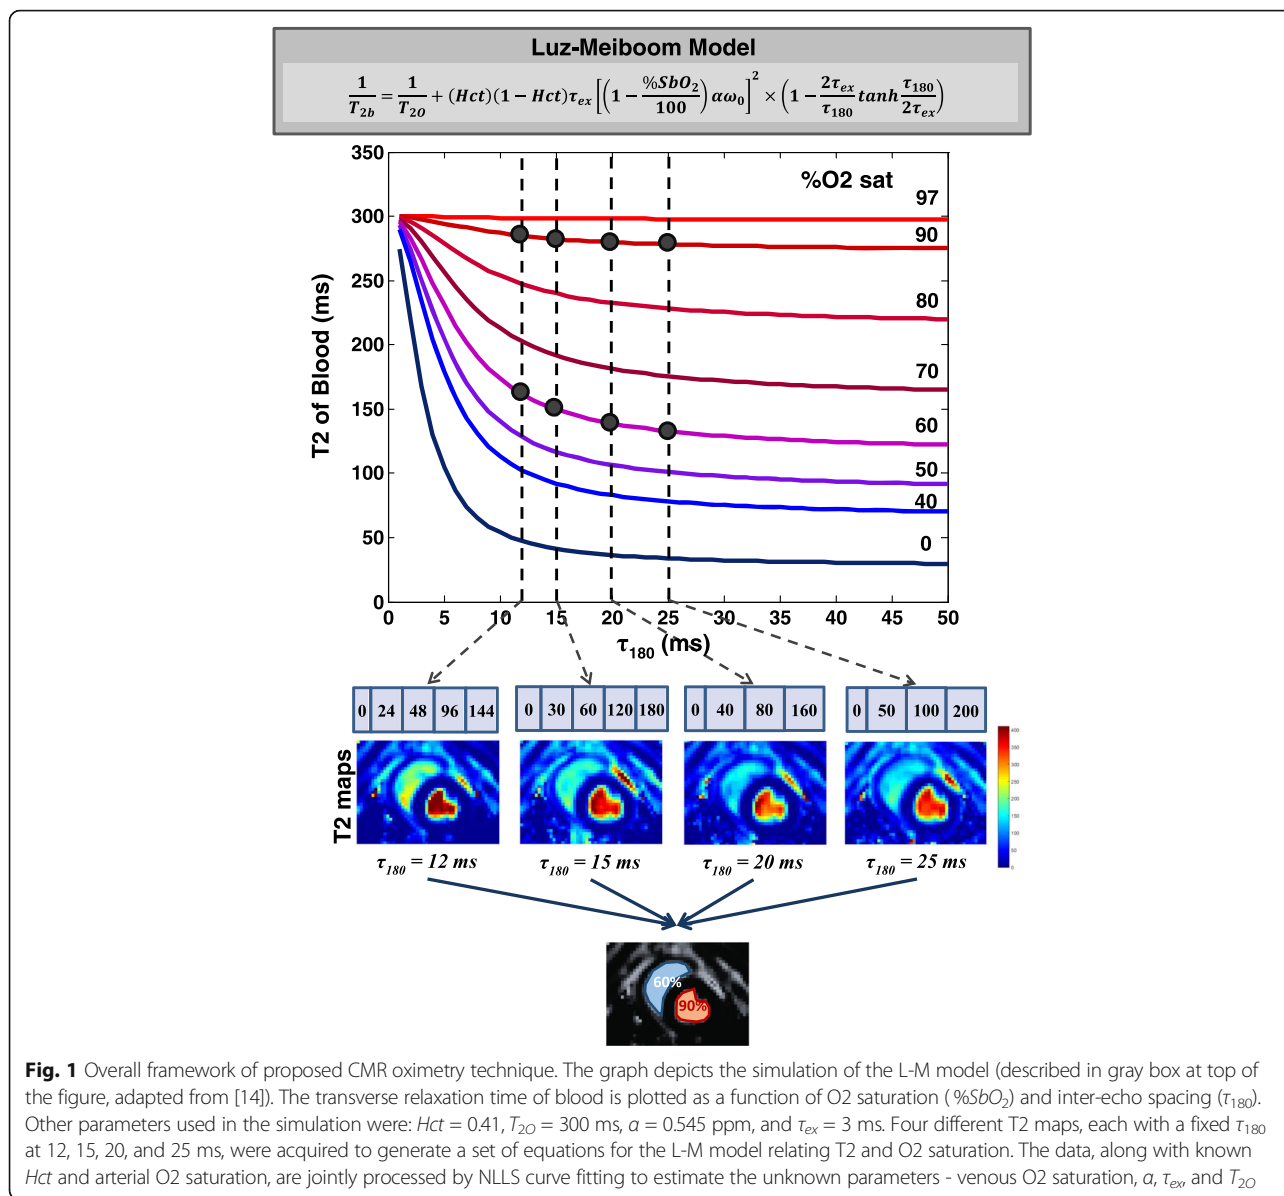 Luz-Meiboom Model
1/T2b = 1/T2O + (Hct)(1 − Hct)τex [(1 − %SbO2/100) αω0]² × (1 − 2τex/τ180 tanh τ180/2τex)
350
300
250
200
150
100
50
0
T2 of Blood (ms)
%O2 sat
97
90
80
70
60
50
40
0
0 5 10 15 20 25 30 35 40 45 50
τ180 (ms)
0 24 48 96 144
0 30 60 120 180
0 40 80 160
0 50 100 200
T2 maps
400
350
300
250
200
150
100
50
0
τ180 = 12 ms
τ180 = 15 ms
τ180 = 20 ms
τ180 = 25 ms
60%
90%
Fig. 1 Overall framework of proposed CMR oximetry technique. The graph depicts the simulation of the L-M model (described in gray box at top of
the figure, adapted from [14]). The transverse relaxation time of blood is plotted as a function of O2 saturation (%SbO2) and inter-echo spacing (τ180).
Other parameters used in the simulation were: Hct = 0.41, T2O = 300 ms, α = 0.545 ppm, and τex = 3 ms. Four different T2 maps, each with a fixed τ180
at 12, 15, 20, and 25 ms, were acquired to generate a set of equations for the L-M model relating T2 and O2 saturation. The data, along with known
Hct and arterial O2 saturation, are jointly processed by NLLS curve fitting to estimate the unknown parameters - venous O2 saturation, α, τex, and T2O